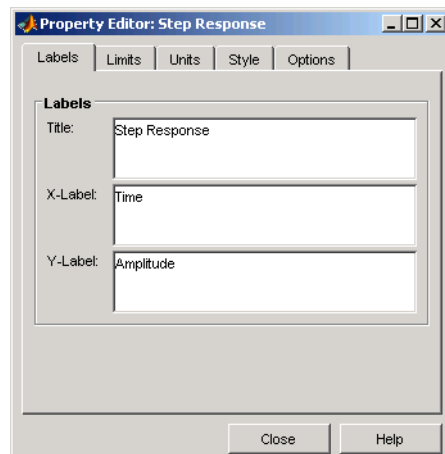 Property Editor: Step Response
Labels Limits Units Style Options
Labels
Title: Step Response
X-Label: Time
Y-Label: Amplitude
Close Help